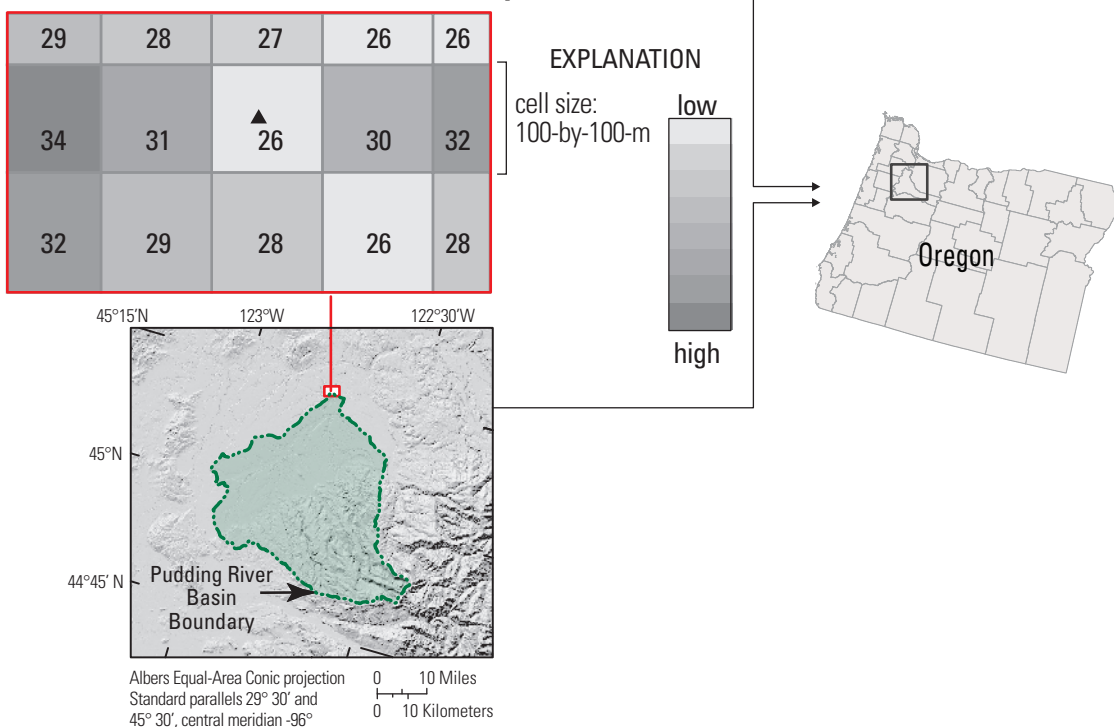 29 28 27 26 26
34 31 26 30 32
32 29 28 26 28
EXPLANATION
cell size:
100-by-100-m
low
high
Oregon
45°15'N 123°W 122°30'W
45°N
44°45' N
Pudding River
Basin
Boundary
Albers Equal-Area Conic projection
Standard parallels 29° 30' and
45° 30', central meridian -96°
0 10 Miles
0 10 Kilometers